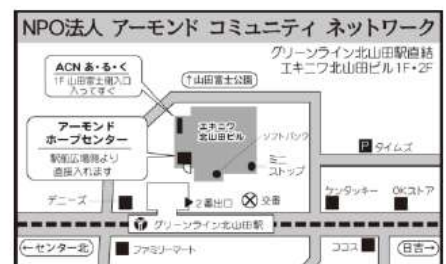 NPO法人 アーモンド コミュニティ ネットワーク
グリーンライン北山田駅直結
エキニワ北山田ビル1F・2F
ACN あ・る・く
1F 山田富士側入口
入ってすぐ
↑山田富士公園
アーモンド
ホープセンター
駅前広場側より
直接入れます
エキニワ
北山田ビル
ソフトバンク
ミニ
ストップ
P タイムズ
デニーズ
2番出口
交番
ケンタッキー
OKストア
グリーンライン北山田駅
←センター北
ファミリーマート
ココス
日吉→